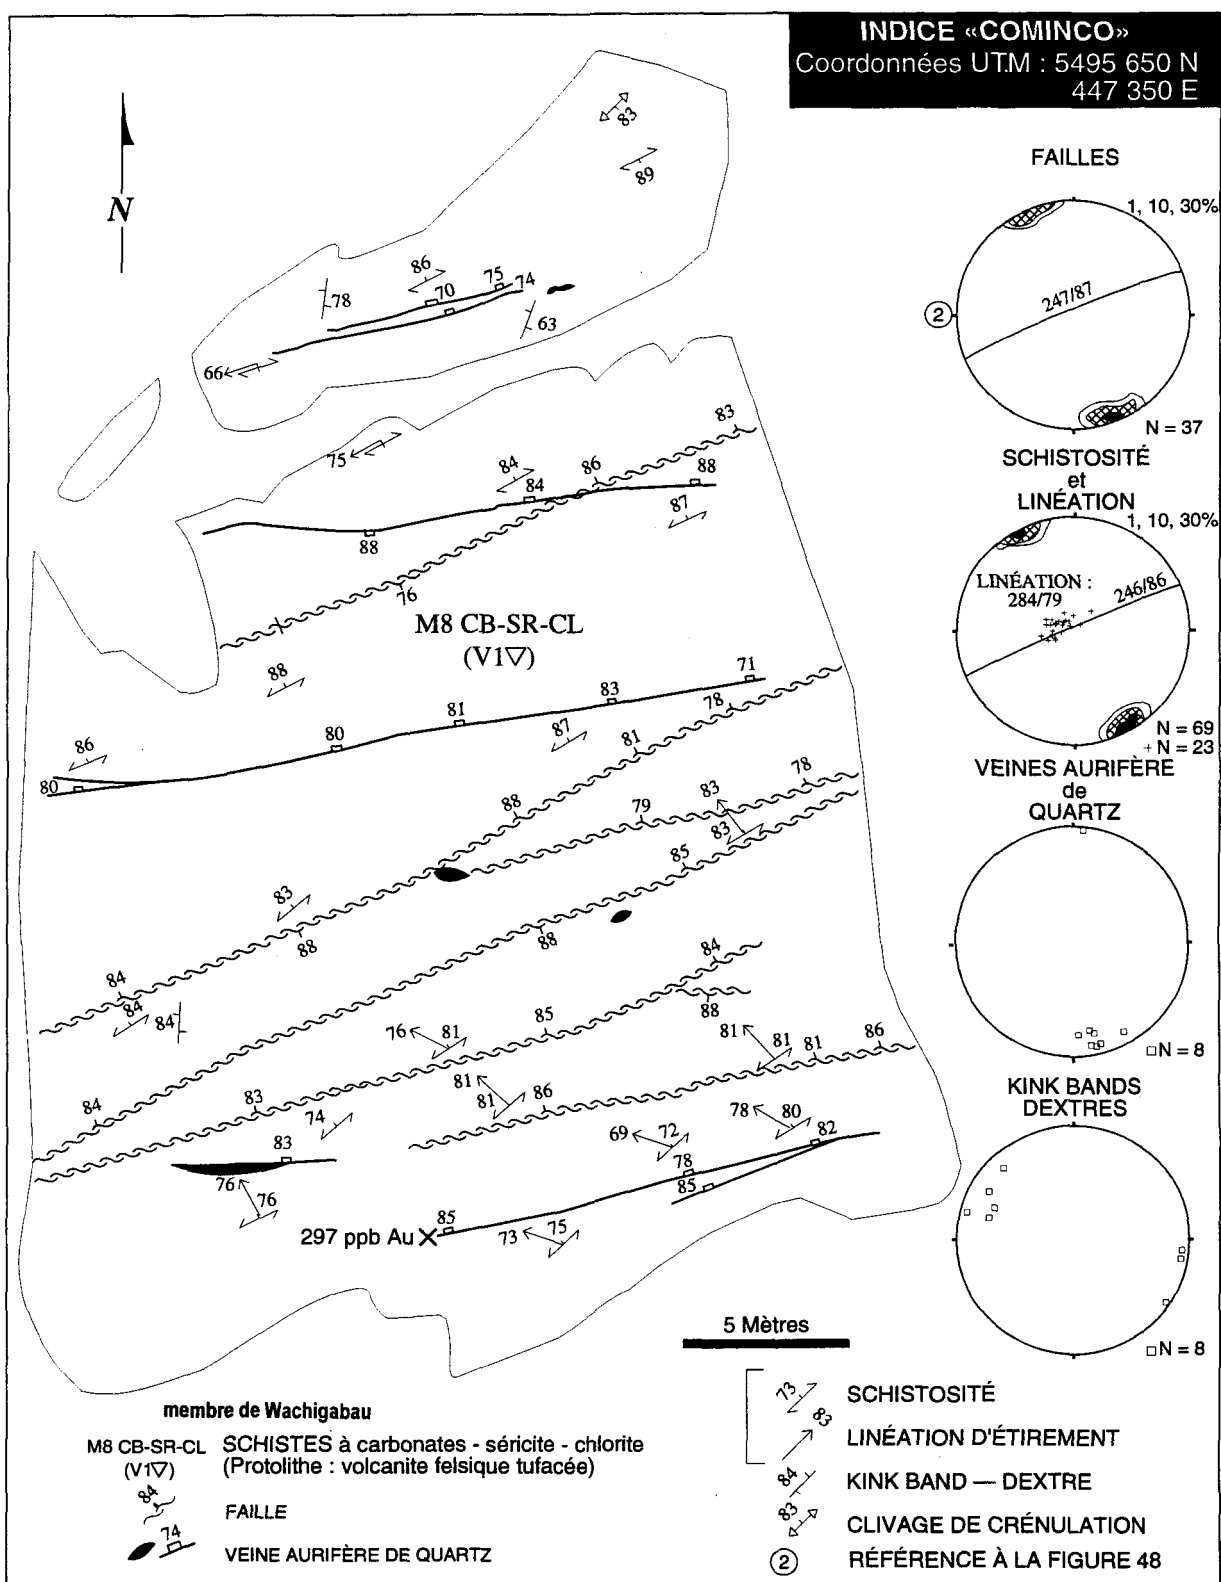 INDICE «COMINCO»
Coordonnées UTM : 5495 650 N
447 350 E
N
83
89
86
75
74
70
78
63
66
FAILLES
1, 10, 30%
247/87
2
N = 37
75
84
84
86
83
88
87
88
76
M8 CB-SR-CL
(V1▽)
SCHISTOSITÉ
et
LINÉATION
1, 10, 30%
LINÉATION :
284/79
246/86
N = 69
+ N = 23
88
86
80
80
81
83
71
87
78
81
88
79
83
83
78
85
83
88
88
84
84
84
84
88
VEINES AURIFÈRE
de
QUARTZ
□ N = 8
76
81
85
81
81
81
86
81
81
86
83
84
74
83
78
80
82
69
72
78
85
76
76
85
73
75
297 ppb Au
KINK BANDS
DEXTRES
□ N = 8
5 Mètres
membre de Wachigabau
M8 CB-SR-CL SCHISTES à carbonates - séricite - chlorite
(V1▽) (Protolithe : volcanite felsique tufacée)
84 FAILLE
74 VEINE AURIFÈRE DE QUARTZ
73 SCHISTOSITÉ
83 LINÉATION D'ÉTIREMENT
84 KINK BAND — DEXTRE
83 CLIVAGE DE CRÉNULATION
2 RÉFÉRENCE À LA FIGURE 48